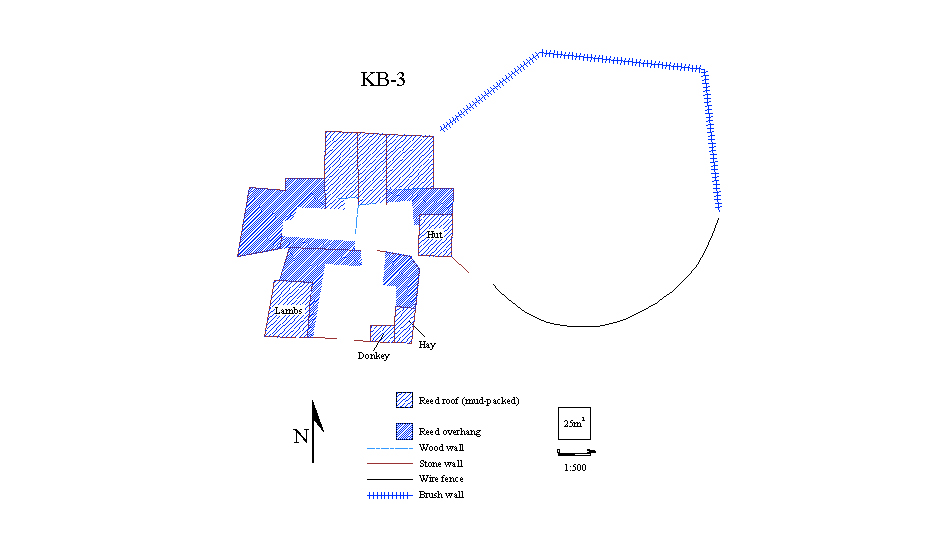 KB-3
Hut
Lambs
Hay
Donkey
N
Reed roof (mud-packed)
Reed overhang
Wood wall
Stone wall
Wire fence
Brush wall
25m²
1:500